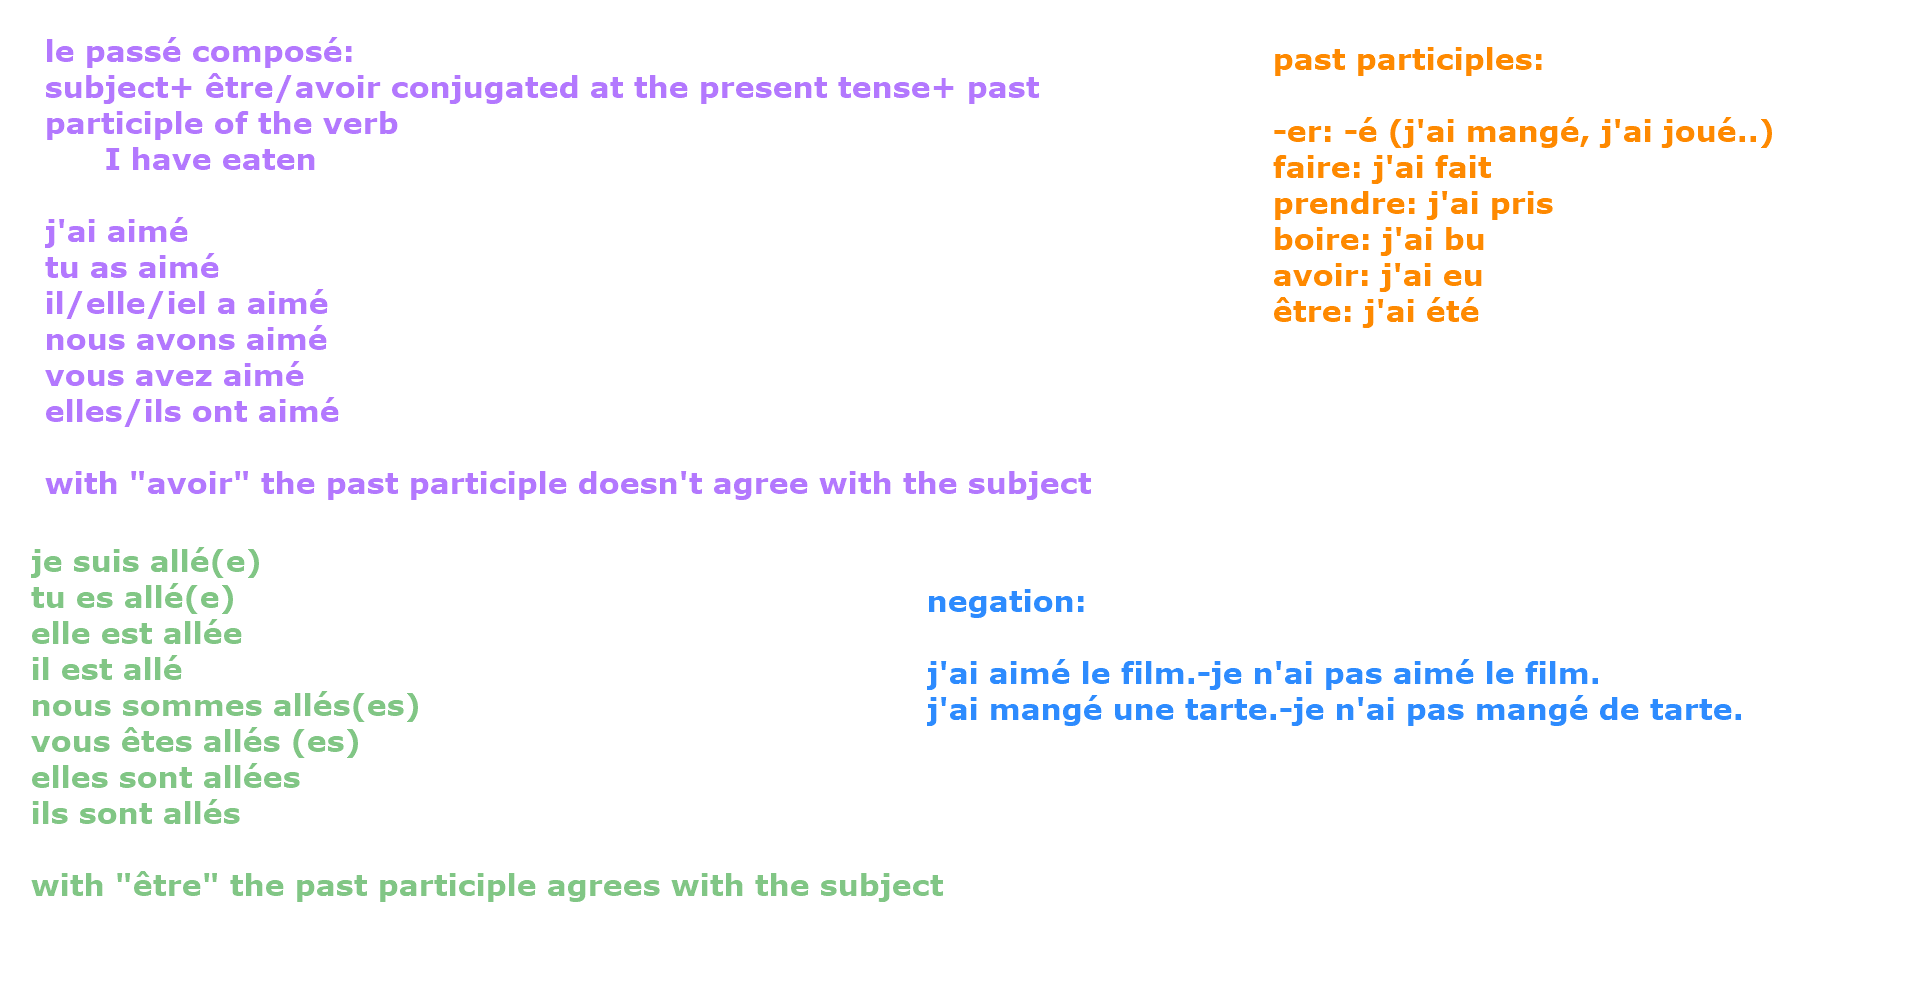 le passé composé:
subject+ être/avoir conjugated at the present tense+ past
participle of the verb
I have eaten
j'ai aimé
tu as aimé
il/elle/iel a aimé
nous avons aimé
vous avez aimé
elles/ils ont aimé
with "avoir" the past participle doesn't agree with the subject
past participles:
-er: -é (j'ai mangé, j'ai joué..)
faire: j'ai fait
prendre: j'ai pris
boire: j'ai bu
avoir: j'ai eu
être: j'ai été
je suis allé(e)
tu es allé(e)
elle est allée
il est allé
nous sommes allés(es)
vous êtes allés (es)
elles sont allées
ils sont allés
with "être" the past participle agrees with the subject
negation:
j'ai aimé le film.-je n'ai pas aimé le film.
j'ai mangé une tarte.-je n'ai pas mangé de tarte.